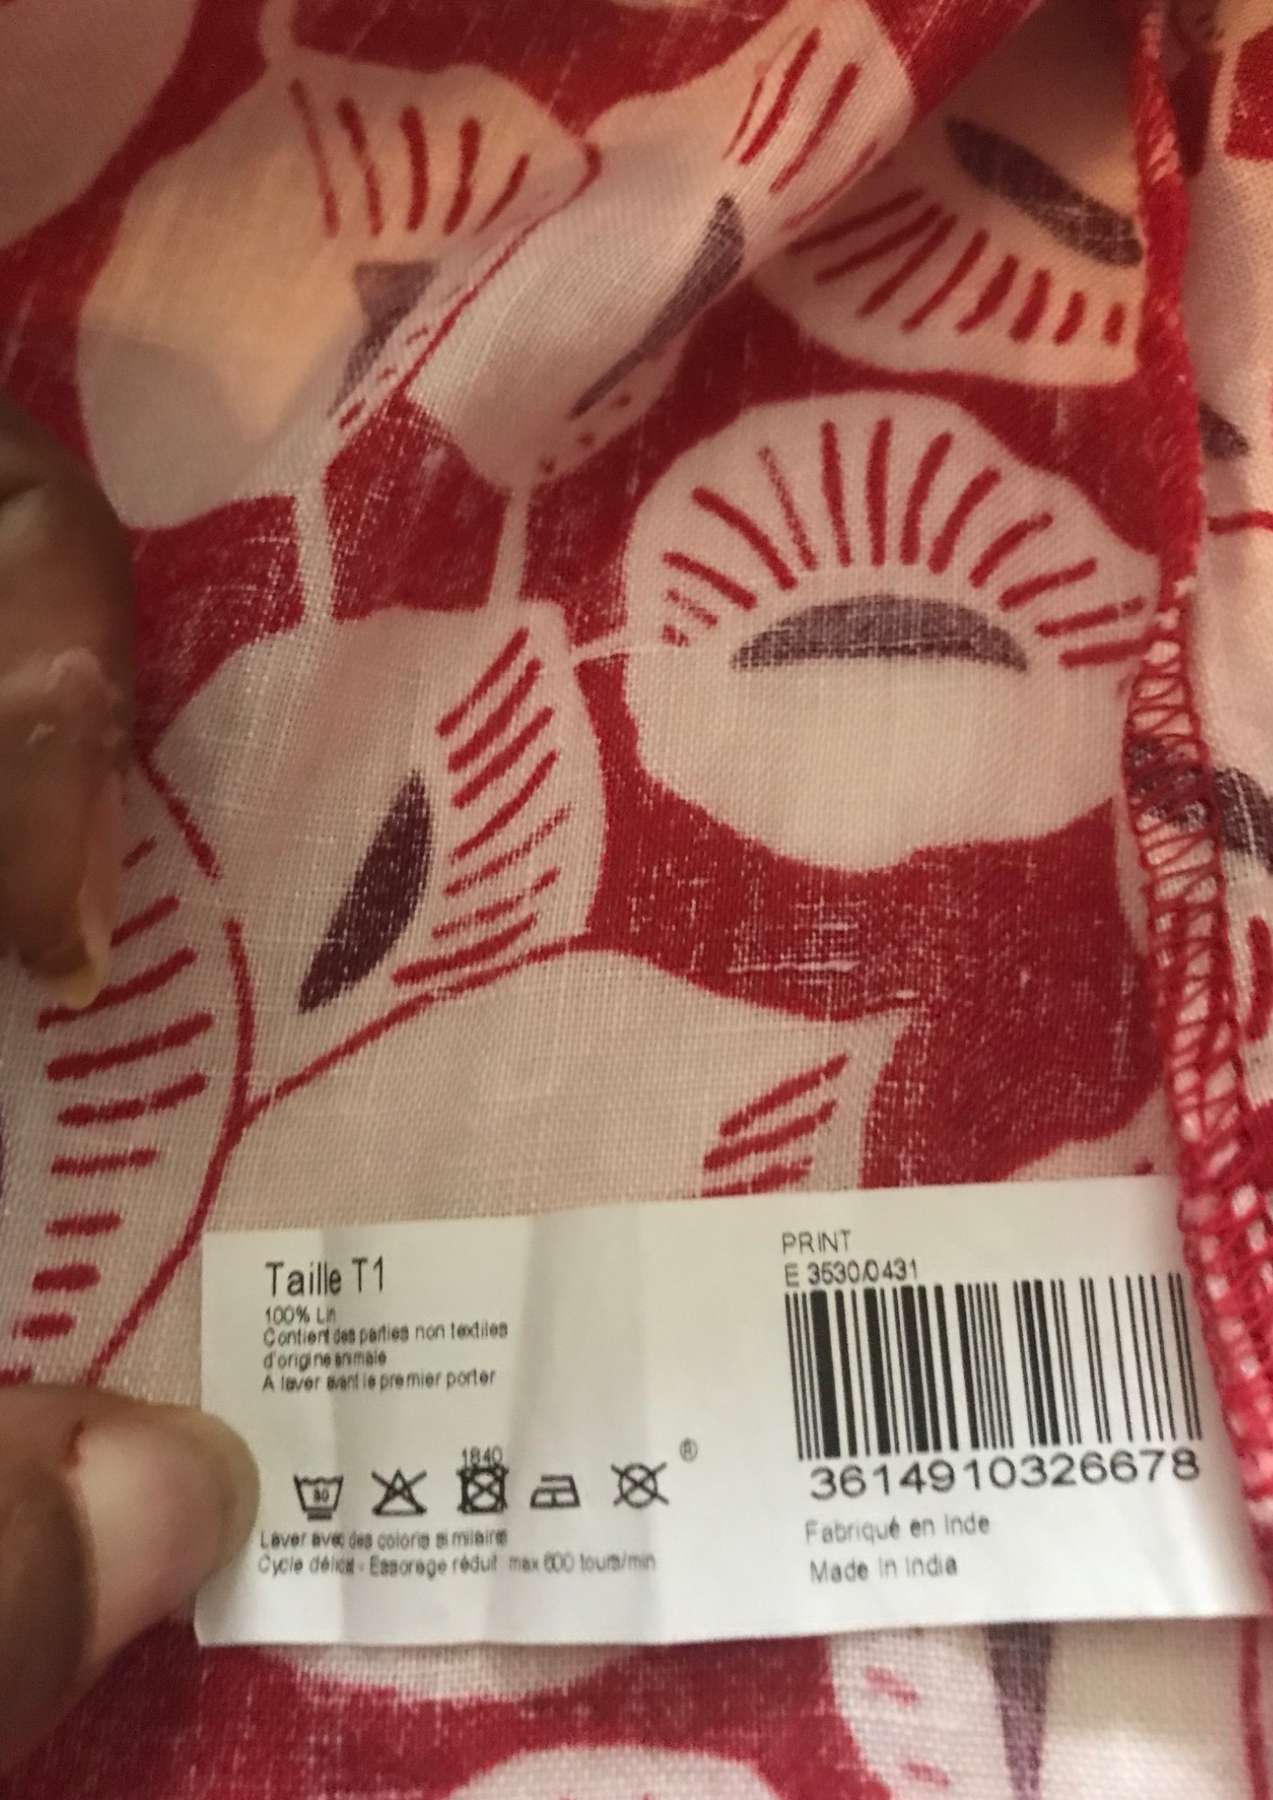 Taille T1
100% Lin
Contient des parties non textiles
d'origine animale
A laver avant le premier porter
1840
30
®
Laver avec des coloris similaires
Cycle délicat - Essorage réduit max 600 tours/min
PRINT
E 3530/0431
3614910326678
Fabriqué en Inde
Made In India